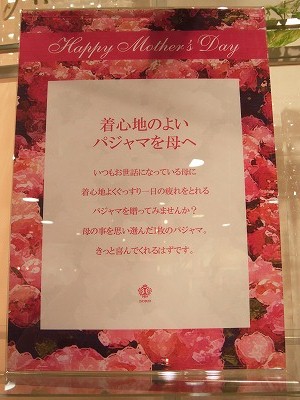 Happy Mother's Day
着心地のよい
パジャマを母へ
いつもお世話になっている母に
着心地よくぐっすり一日の疲れをとれる
パジャマを贈ってみませんか？
母の事を思い選んだ1枚のパジャマ。
きっと喜んでくれるはずです。